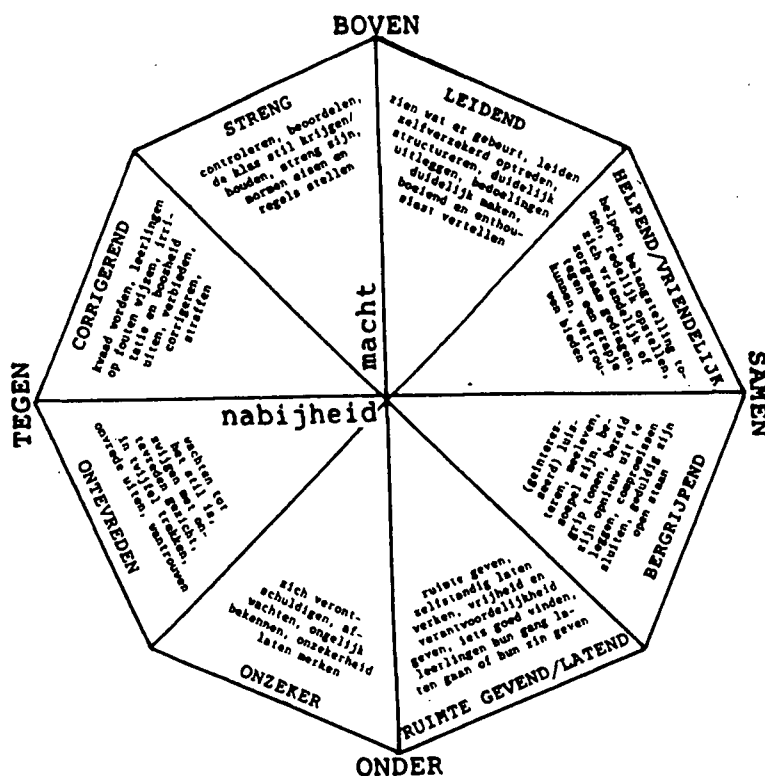 BOVEN
STRENG
controleren, beoordelen,
de klas stil krijgen/
houden, streng zijn,
normen eisen en
regels stellen
LEIDEND
zien wat er gebeurt, leiden
zelfverzekerd optreden,
structureren, duidelijk
uitleggen, bedoelingen
duidelijk maken,
boeiend en enthou-
siast vertellen
HELPEND/VRIENDELIJK
helpen, belangstelling to-
nen, redelijk opstellen,
zich vriendelijk of
zorgzaam gedragen,
tegen een grapje
kunnen, vertrou-
wen bieden
CORRIGEREND
kwaad worden, leerlingen
op fouten wijzen, irri-
tatie en boosheid
uiten, verbieden,
corrigeren,
straffen
macht
TEGEN
nabijheid
SAMEN
ONTEVREDEN
wachten tot
het stil is,
zwijgen met on-
tevreden gezicht,
in twijfel trekken,
onvrede uiten, wantrouwen
BERGRIJPEND
(geïnteres-
seerd) luis-
teren, meeleven,
soepel zijn, be-
grip tonen, bereid
zijn opnieuw uit te
leggen, compromissen
sluiten, geduldig zijn
open staan
ONZEKER
zich veront-
schuldigen, af-
wachten, ongelijk
bekennen, onzekerheid
laten merken
RUIMTE GEVEND/LATEND
ruimte geven,
zelfstandig laten
werken, vrijheid en
verantwoordelijkheid
geven, iets goed vinden,
leerlingen hun gang la-
ten gaan of hun zin geven
ONDER